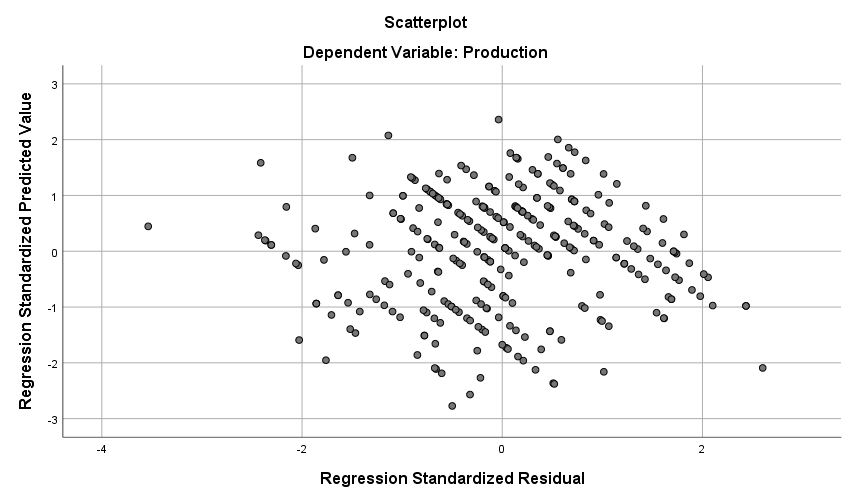 Scatterplot
Dependent Variable: Production
Regression Standardized Predicted Value
3
2
1
0
-1
-2
-3
-4
-2
0
2
Regression Standardized Residual